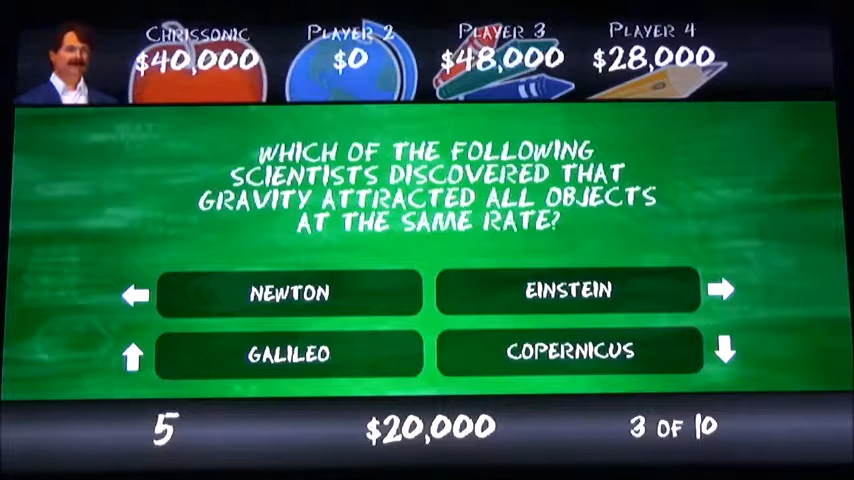 CHRISSONIC PLAYER 2 PLAYER 3 PLAYER 4
$40,000 $0 $48,000 $28,000
WHICH OF THE FOLLOWING
SCIENTISTS DISCOVERED THAT
GRAVITY ATTRACTED ALL OBJECTS
AT THE SAME RATE?
NEWTON EINSTEIN
GALILEO COPERNICUS
5 $20,000 3 OF 10